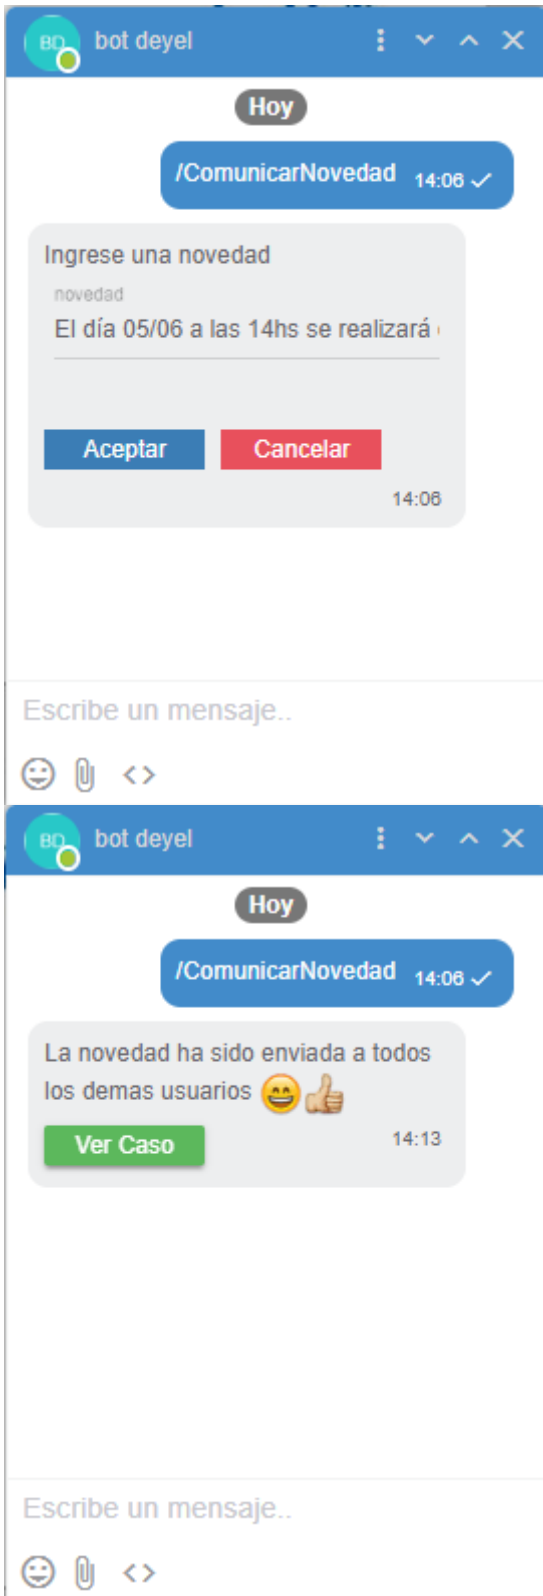 BD bot deyel
Hoy
/ComunicarNovedad 14:06
Ingrese una novedad
novedad
El día 05/06 a las 14hs se realizará
Aceptar Cancelar
14:06
Escribe un mensaje..
BD bot deyel
Hoy
/ComunicarNovedad 14:06
La novedad ha sido enviada a todos
los demas usuarios 😄👍
Ver Caso 14:13
Escribe un mensaje..